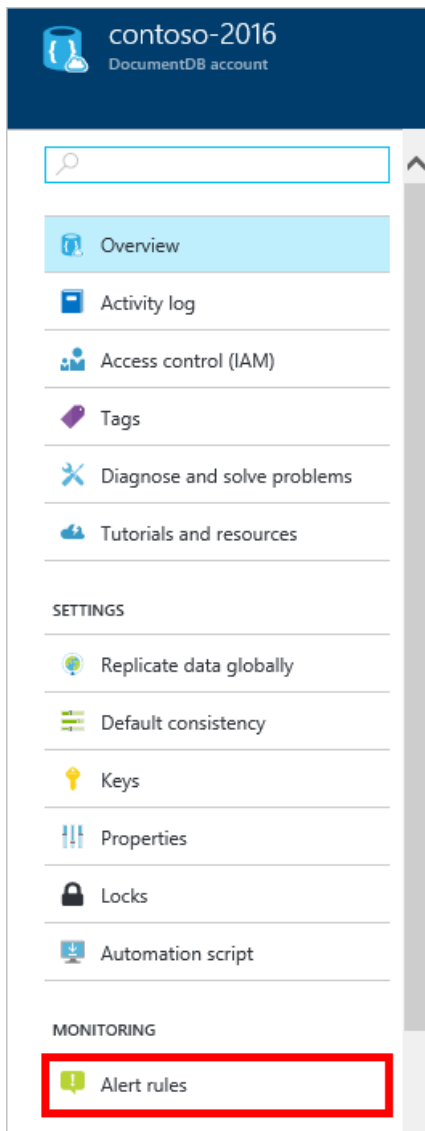 contoso-2016
DocumentDB account
Overview
Activity log
Access control (IAM)
Tags
Diagnose and solve problems
Tutorials and resources
SETTINGS
Replicate data globally
Default consistency
Keys
Properties
Locks
Automation script
MONITORING
Alert rules